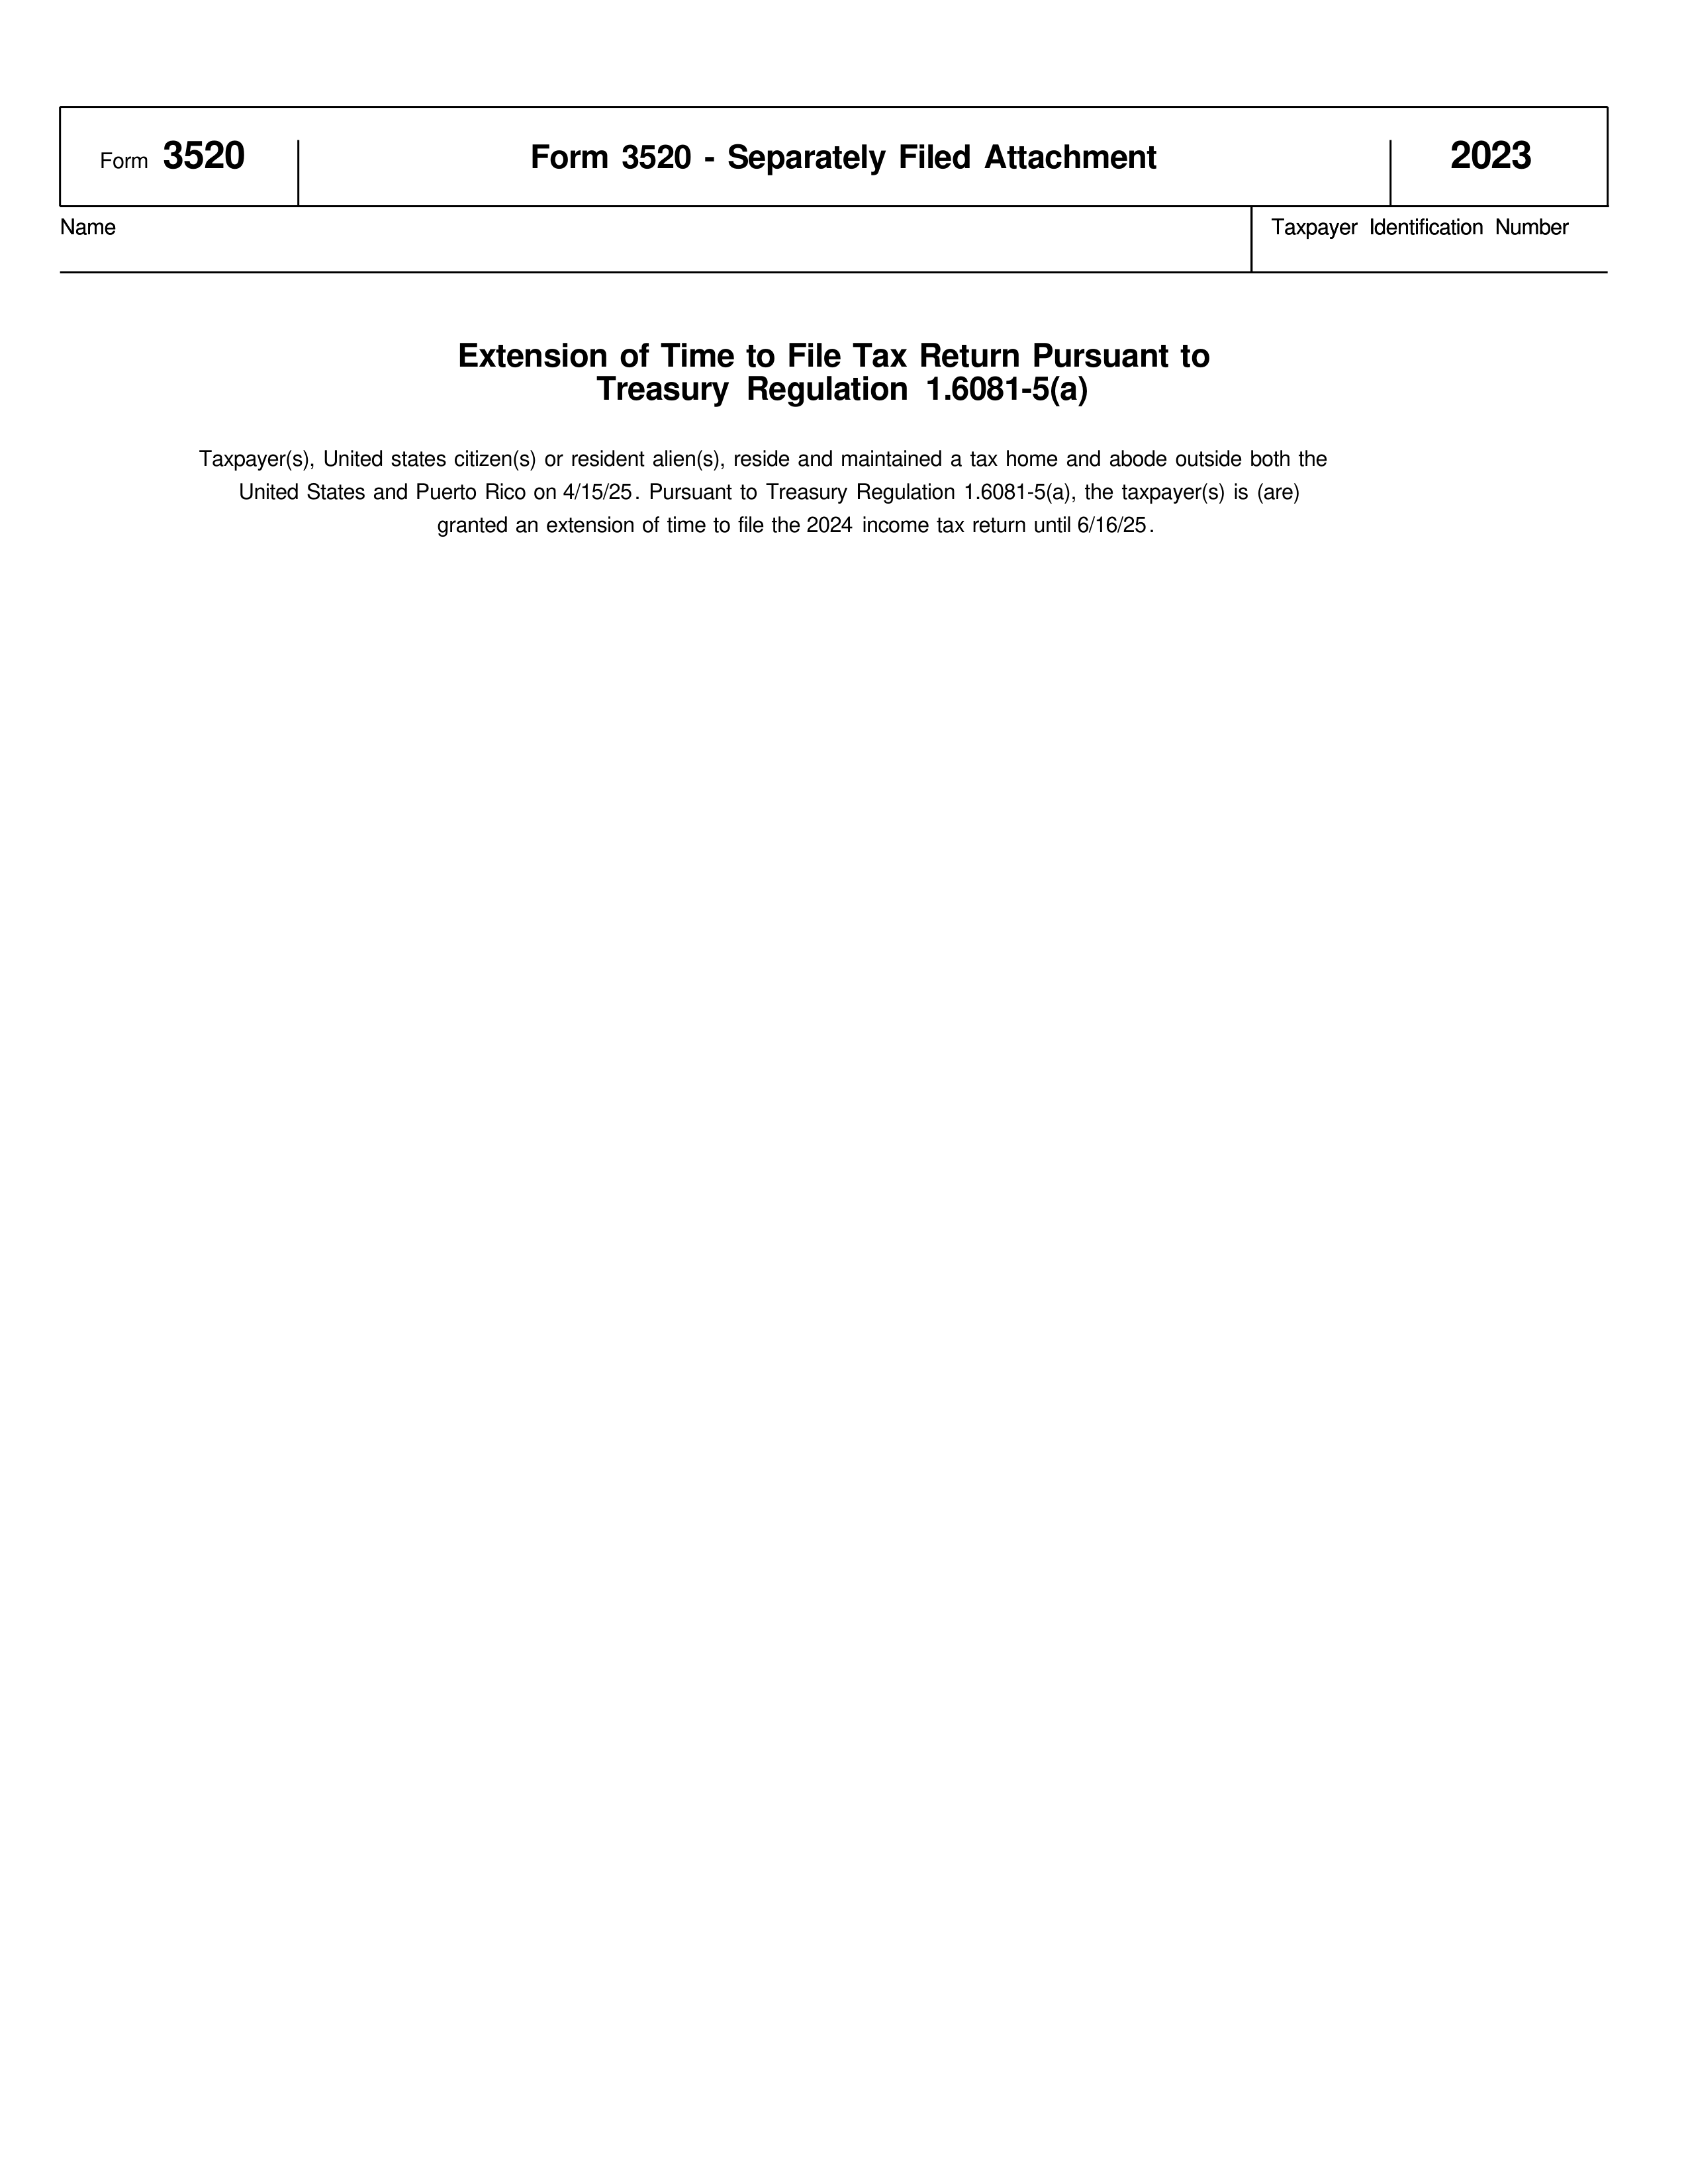 Form 3520 Form 3520 - Separately Filed Attachment 2023
Name Taxpayer Identification Number
Extension of Time to File Tax Return Pursuant to
Treasury Regulation 1.6081-5(a)
Taxpayer(s), United states citizen(s) or resident alien(s), reside and maintained a tax home and abode outside both the
United States and Puerto Rico on 4/15/25. Pursuant to Treasury Regulation 1.6081-5(a), the taxpayer(s) is (are)
granted an extension of time to file the 2024 income tax return until 6/16/25.